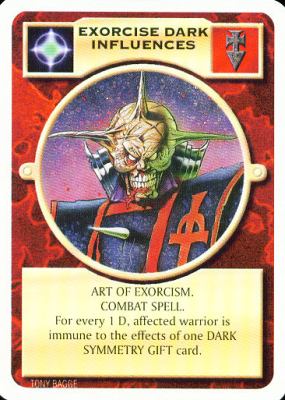 EXORCISE DARK
INFLUENCES
ART OF EXORCISM.
COMBAT SPELL.
For every 1 D, affected warrior is
immune to the effects of one DARK
SYMMETRY GIFT card.
TONY BAGGE